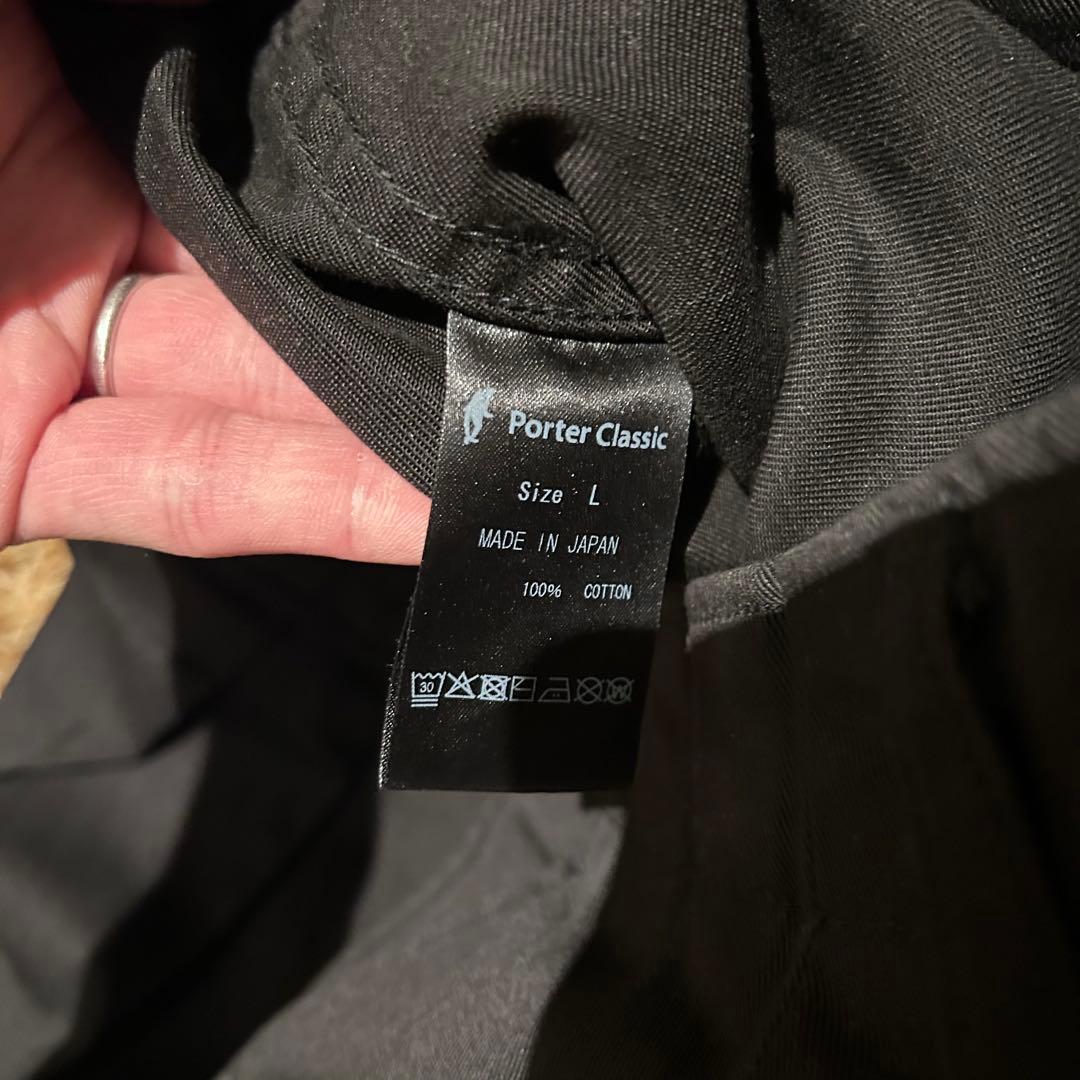 Porter Classic
Size L
MADE IN JAPAN
100% COTTON
30
W